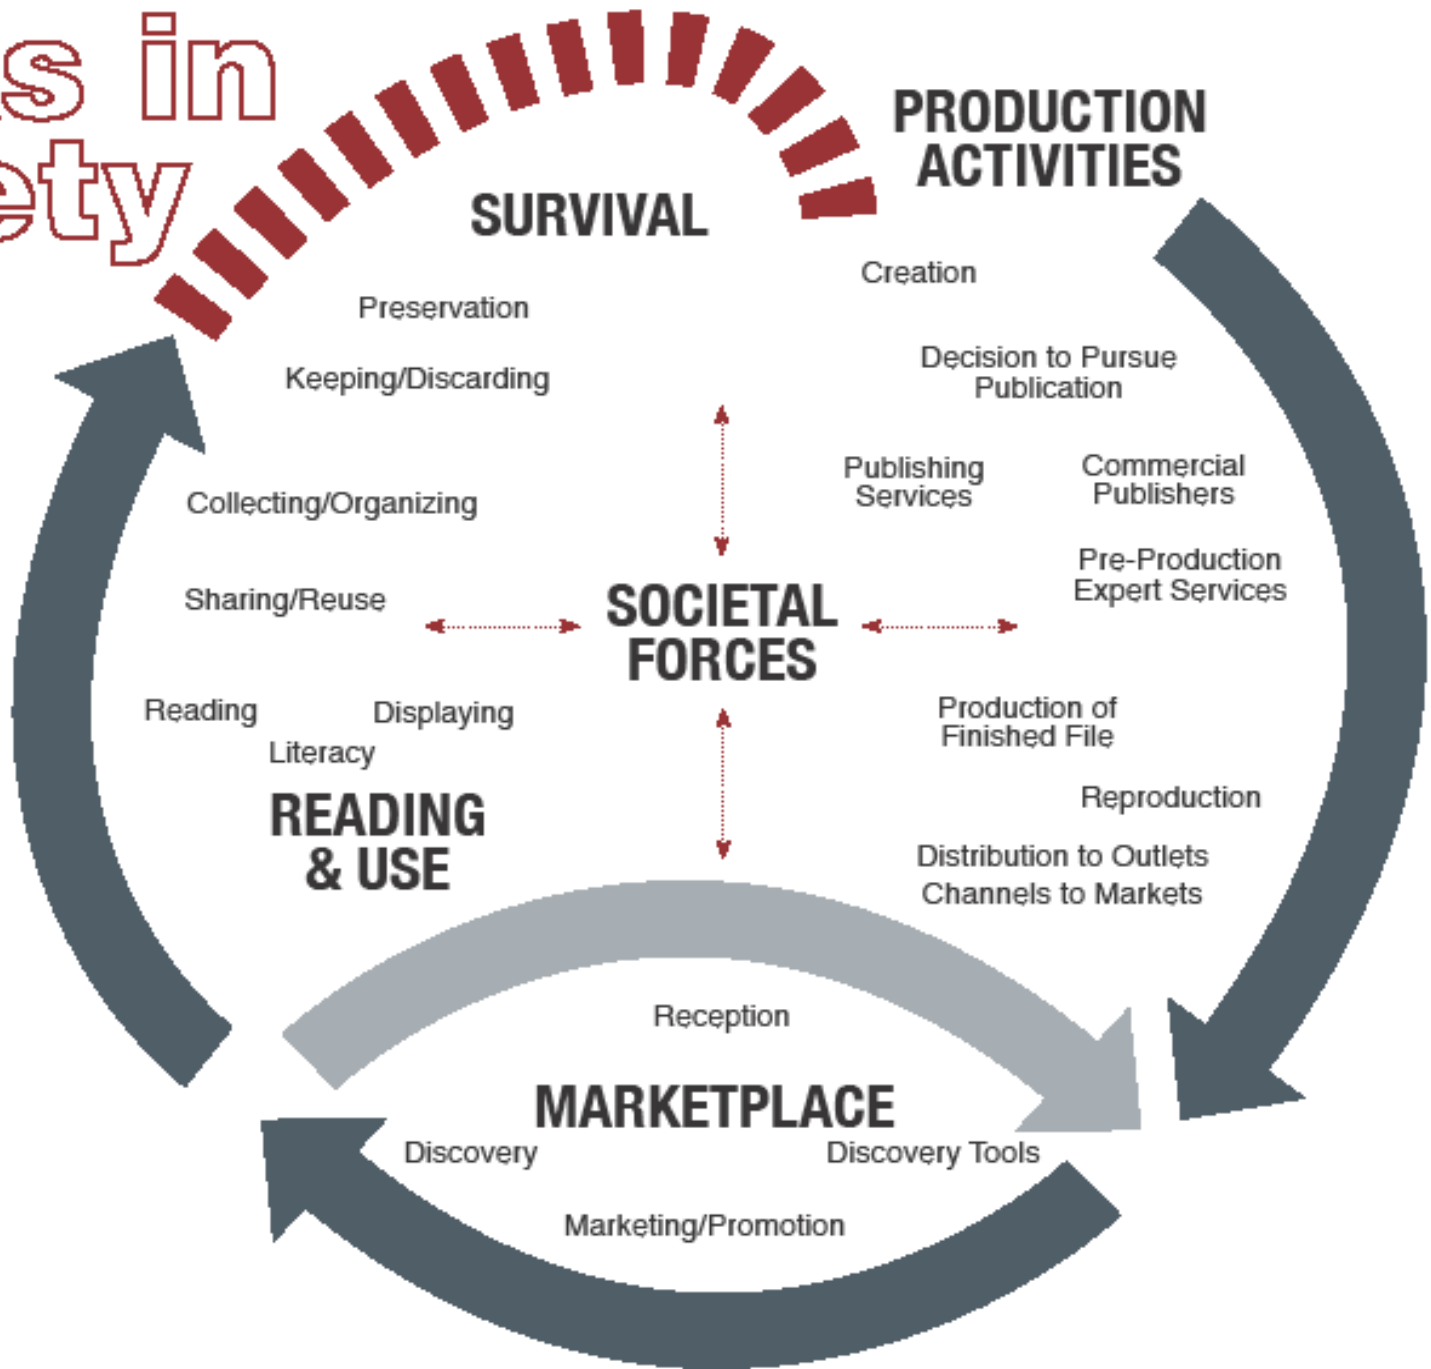 s in
ety
PRODUCTION
ACTIVITIES
SURVIVAL
Creation
Preservation
Decision to Pursue
Publication
Keeping/Discarding
Publishing
Services
Commercial
Publishers
Collecting/Organizing
Pre-Production
Expert Services
Sharing/Reuse
SOCIETAL
FORCES
Reading
Displaying
Literacy
Production of
Finished File
READING
& USE
Reproduction
Distribution to Outlets
Channels to Markets
Reception
MARKETPLACE
Discovery
Discovery Tools
Marketing/Promotion